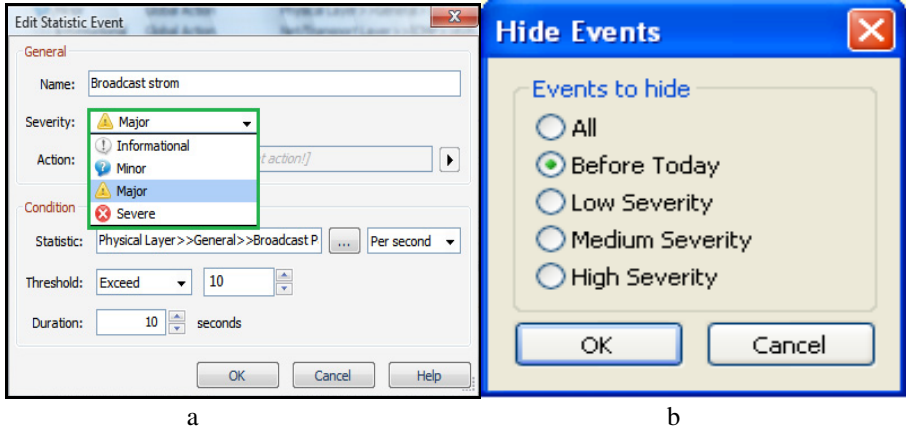 Edit Statistic Event
General
Name: Broadcast strom
Severity: Major
Informational
Minor
Major
Severe
Action: t action!]
Condition
Statistic: Physical Layer>>General>>Broadcast P ... Per second
Threshold: Exceed 10
Duration: 10 seconds
OK Cancel Help
a
Hide Events
Events to hide
All
Before Today
Low Severity
Medium Severity
High Severity
OK Cancel
b